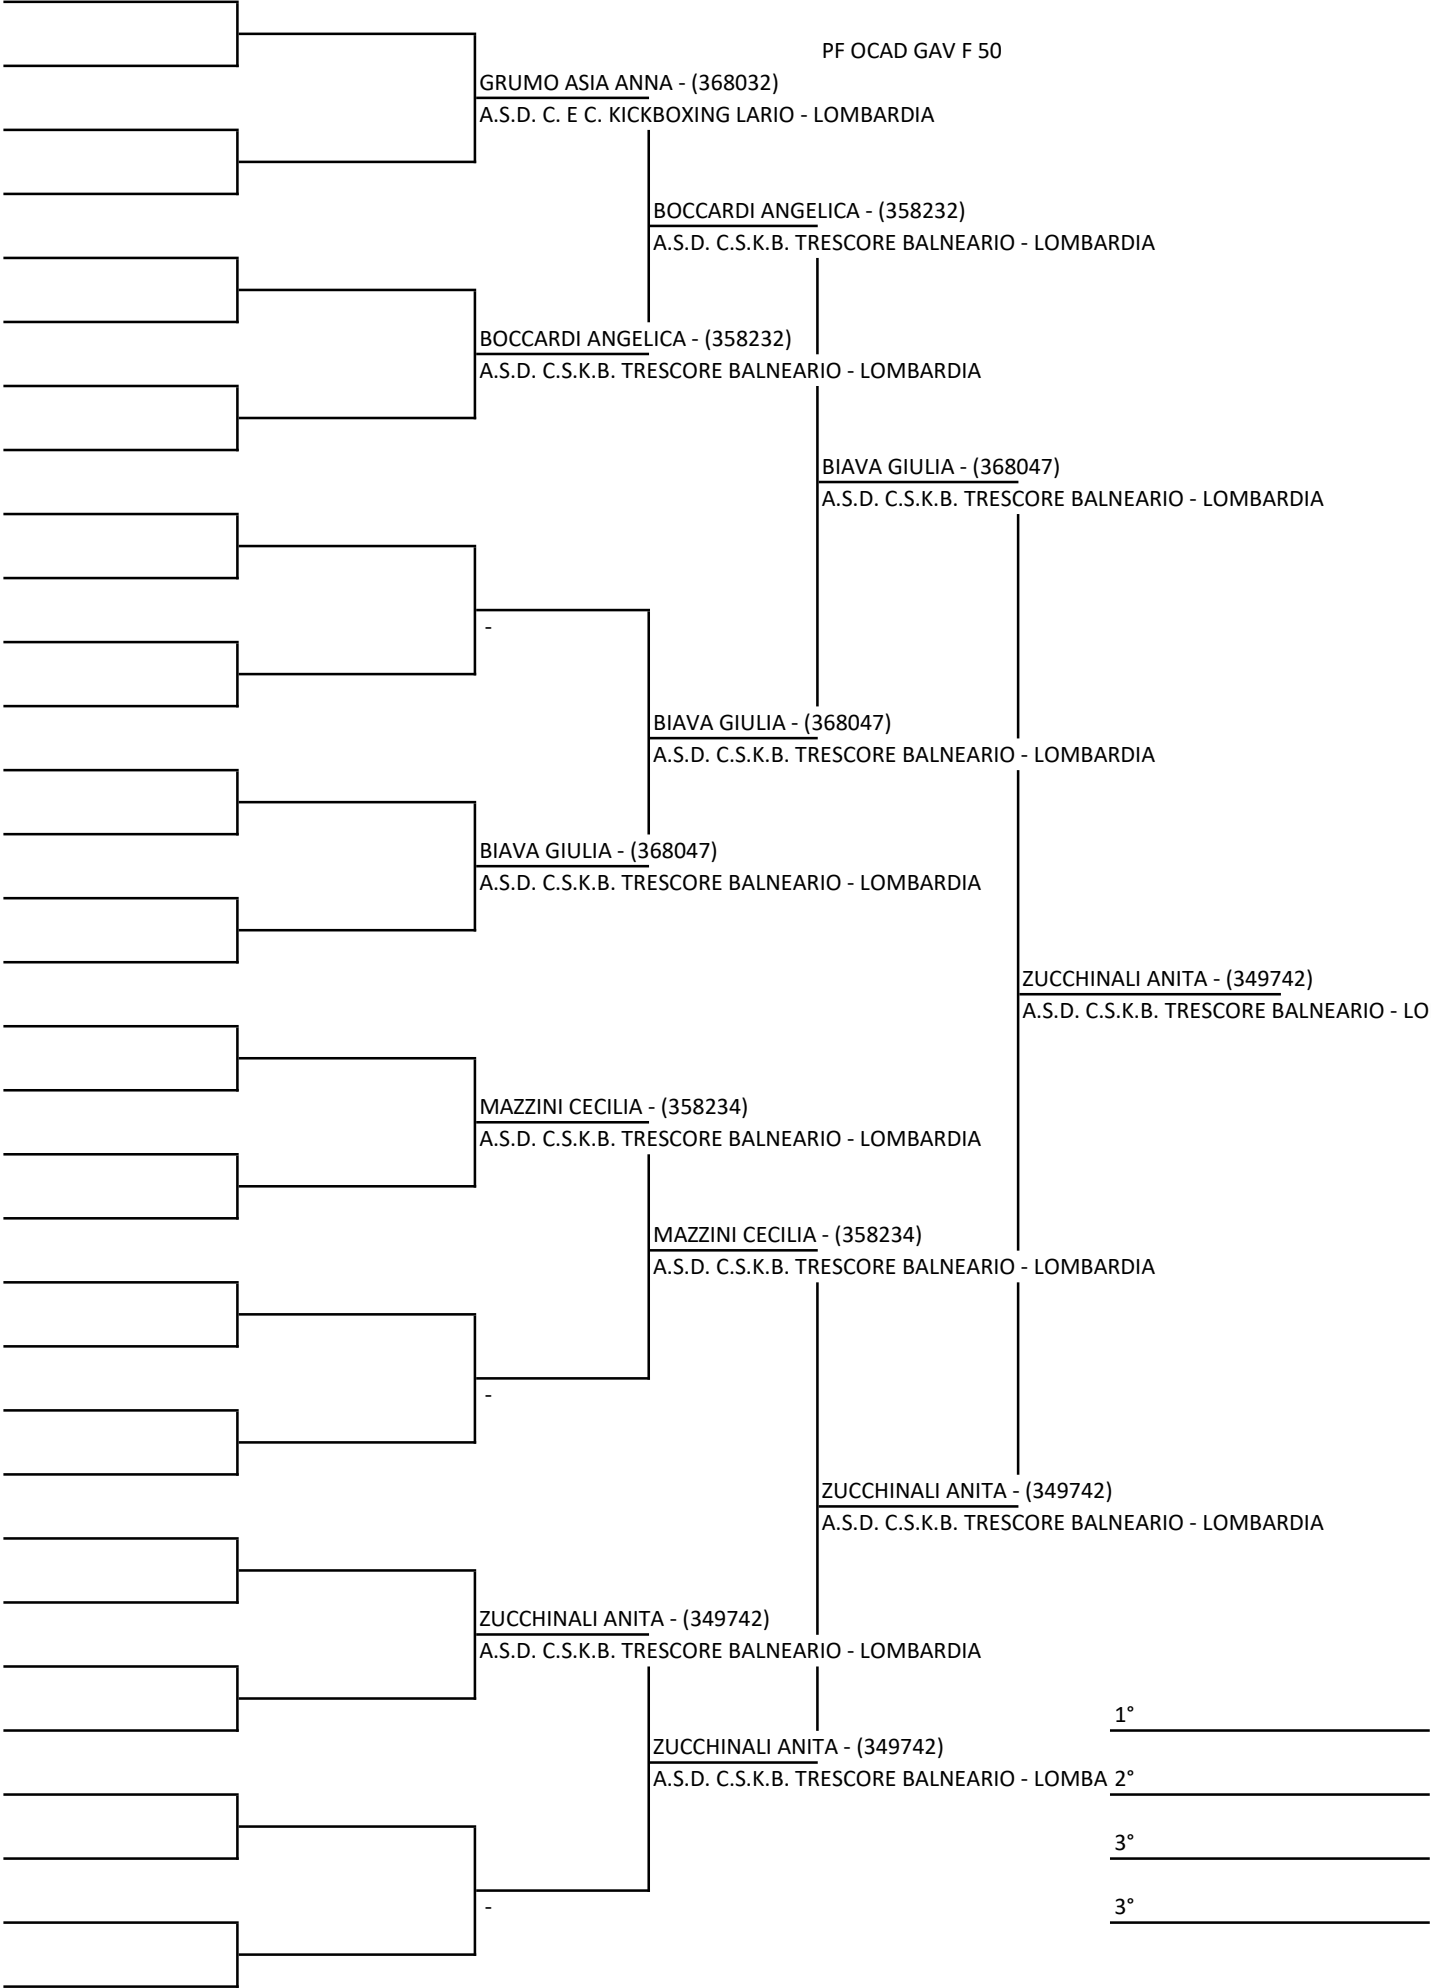 PF OCAD GAV F 50
GRUMO ASIA ANNA - (368032)
A.S.D. C. E C. KICKBOXING LARIO - LOMBARDIA
BOCCARDI ANGELICA - (358232)
A.S.D. C.S.K.B. TRESCORE BALNEARIO - LOMBARDIA
BOCCARDI ANGELICA - (358232)
A.S.D. C.S.K.B. TRESCORE BALNEARIO - LOMBARDIA
BIAVA GIULIA - (368047)
A.S.D. C.S.K.B. TRESCORE BALNEARIO - LOMBARDIA
-
BIAVA GIULIA - (368047)
A.S.D. C.S.K.B. TRESCORE BALNEARIO - LOMBARDIA
BIAVA GIULIA - (368047)
A.S.D. C.S.K.B. TRESCORE BALNEARIO - LOMBARDIA
ZUCCHINALI ANITA - (349742)
A.S.D. C.S.K.B. TRESCORE BALNEARIO - LO
MAZZINI CECILIA - (358234)
A.S.D. C.S.K.B. TRESCORE BALNEARIO - LOMBARDIA
MAZZINI CECILIA - (358234)
A.S.D. C.S.K.B. TRESCORE BALNEARIO - LOMBARDIA
-
ZUCCHINALI ANITA - (349742)
A.S.D. C.S.K.B. TRESCORE BALNEARIO - LOMBARDIA
ZUCCHINALI ANITA - (349742)
A.S.D. C.S.K.B. TRESCORE BALNEARIO - LOMBARDIA
1°
ZUCCHINALI ANITA - (349742)
A.S.D. C.S.K.B. TRESCORE BALNEARIO - LOMBA 2°
3°
-
3°